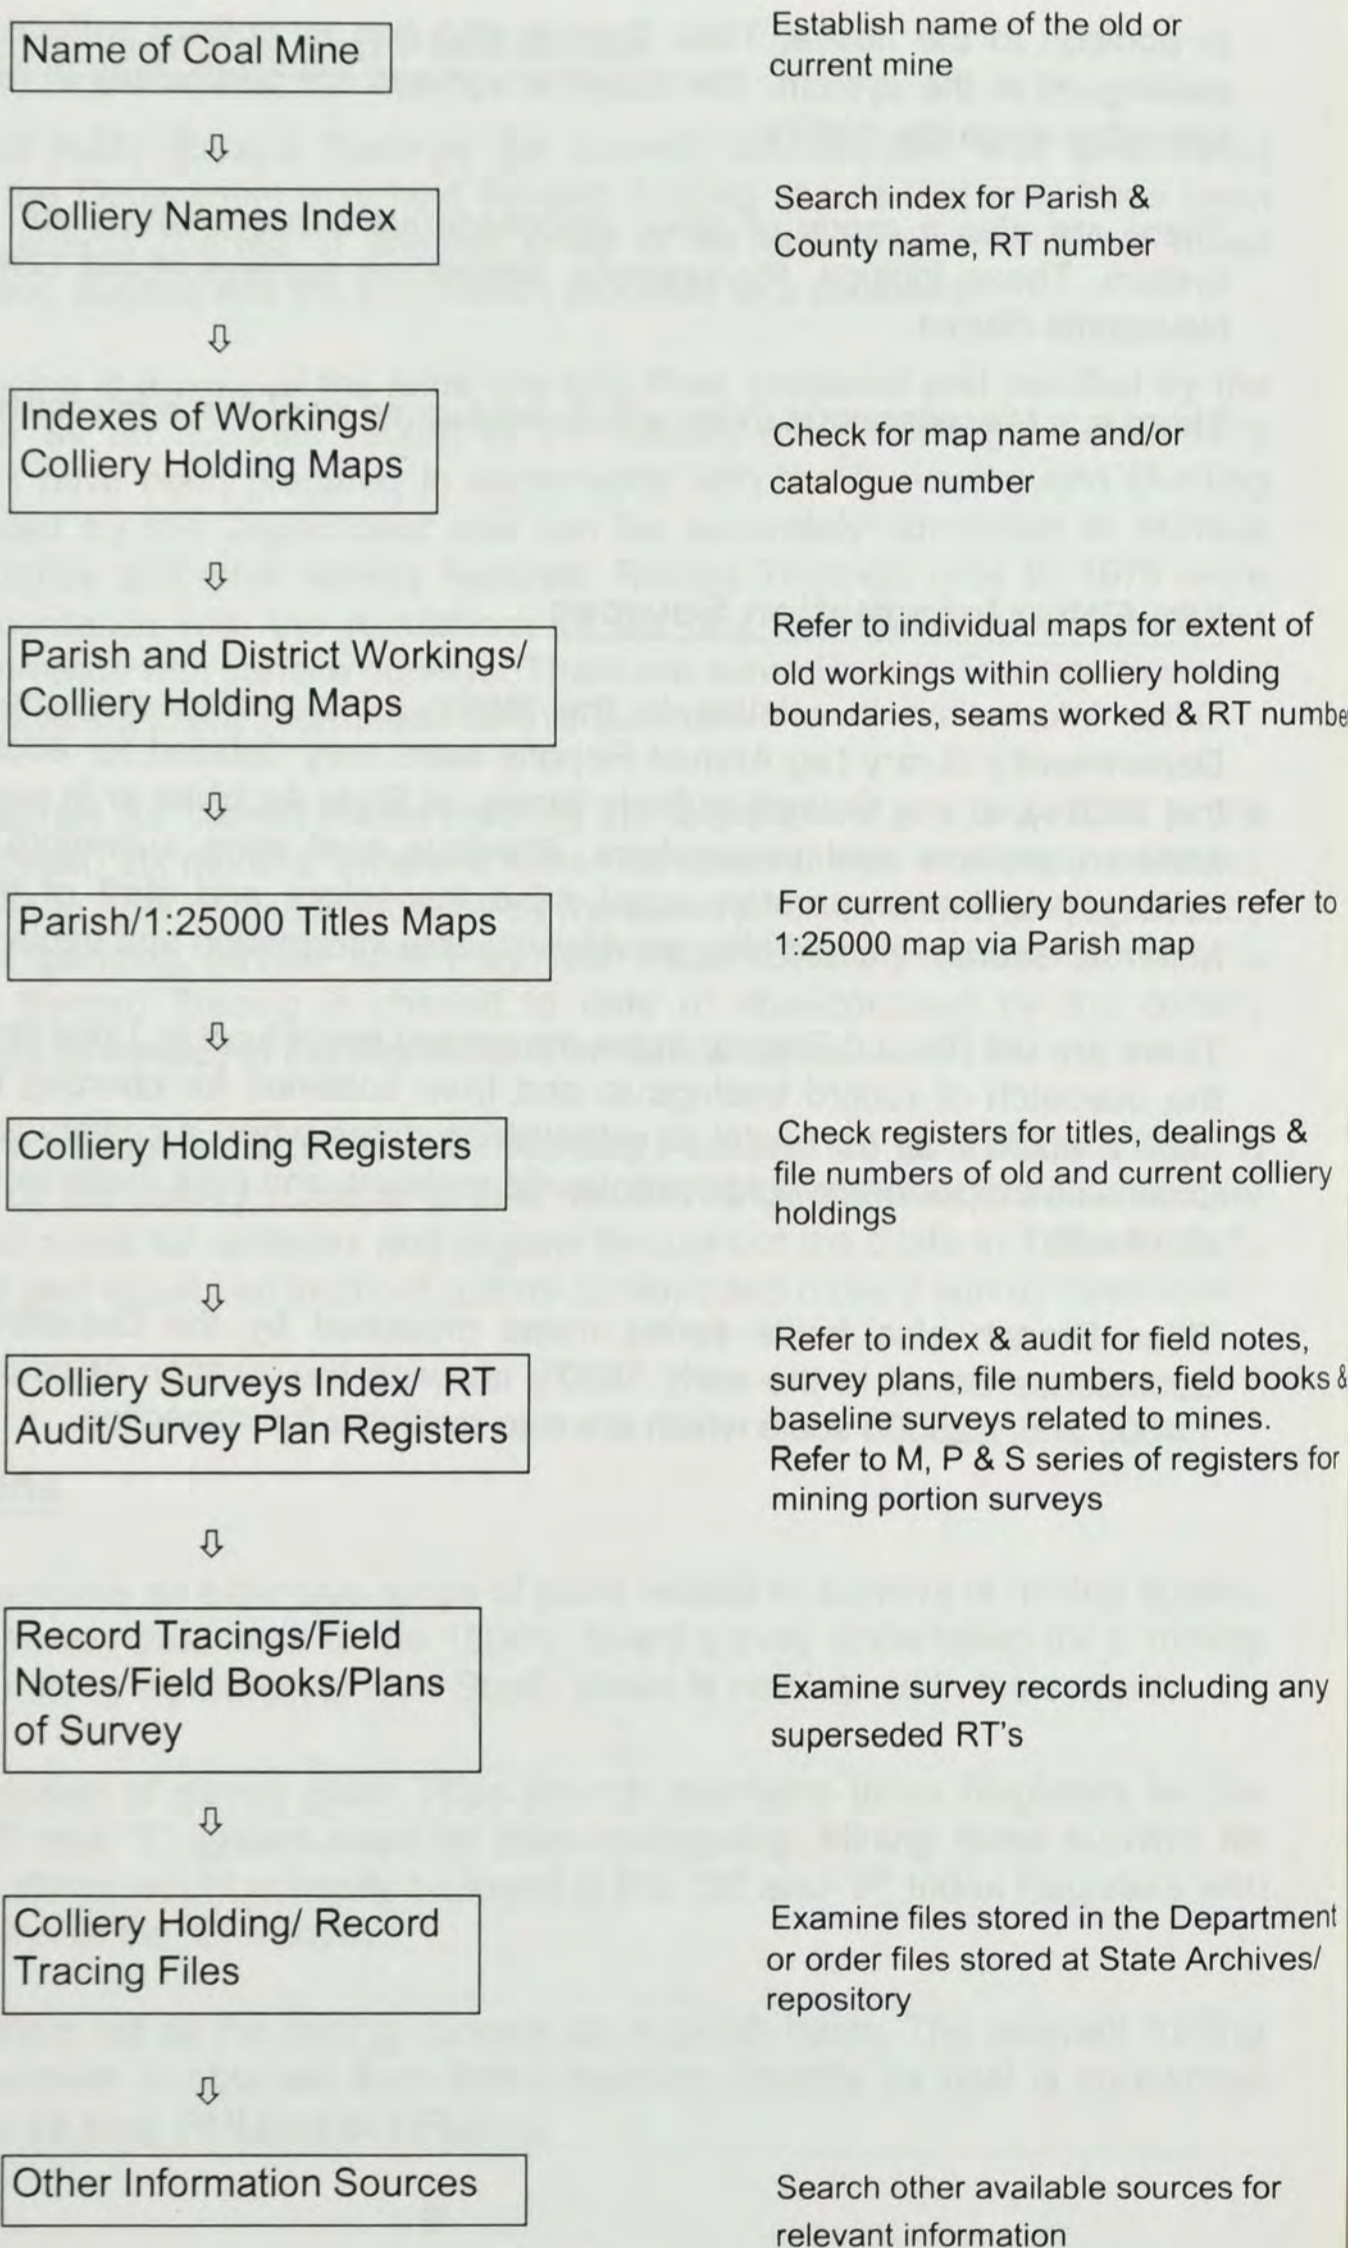 Name of Coal Mine
Establish name of the old or
current mine
⇩
Colliery Names Index
Search index for Parish &
County name, RT number
⇩
Indexes of Workings/
Colliery Holding Maps
Check for map name and/or
catalogue number
⇩
Parish and District Workings/
Colliery Holding Maps
Refer to individual maps for extent of
old workings within colliery holding
boundaries, seams worked & RT numbe
⇩
Parish/1:25000 Titles Maps
For current colliery boundaries refer to
1:25000 map via Parish map
⇩
Colliery Holding Registers
Check registers for titles, dealings &
file numbers of old and current colliery
holdings
⇩
Colliery Surveys Index/ RT
Audit/Survey Plan Registers
Refer to index & audit for field notes,
survey plans, file numbers, field books &
baseline surveys related to mines.
Refer to M, P & S series of registers for
mining portion surveys
⇩
Record Tracings/Field
Notes/Field Books/Plans
of Survey
Examine survey records including any
superseded RT's
⇩
Colliery Holding/ Record
Tracing Files
Examine files stored in the Department
or order files stored at State Archives/
repository
⇩
Other Information Sources
Search other available sources for
relevant information